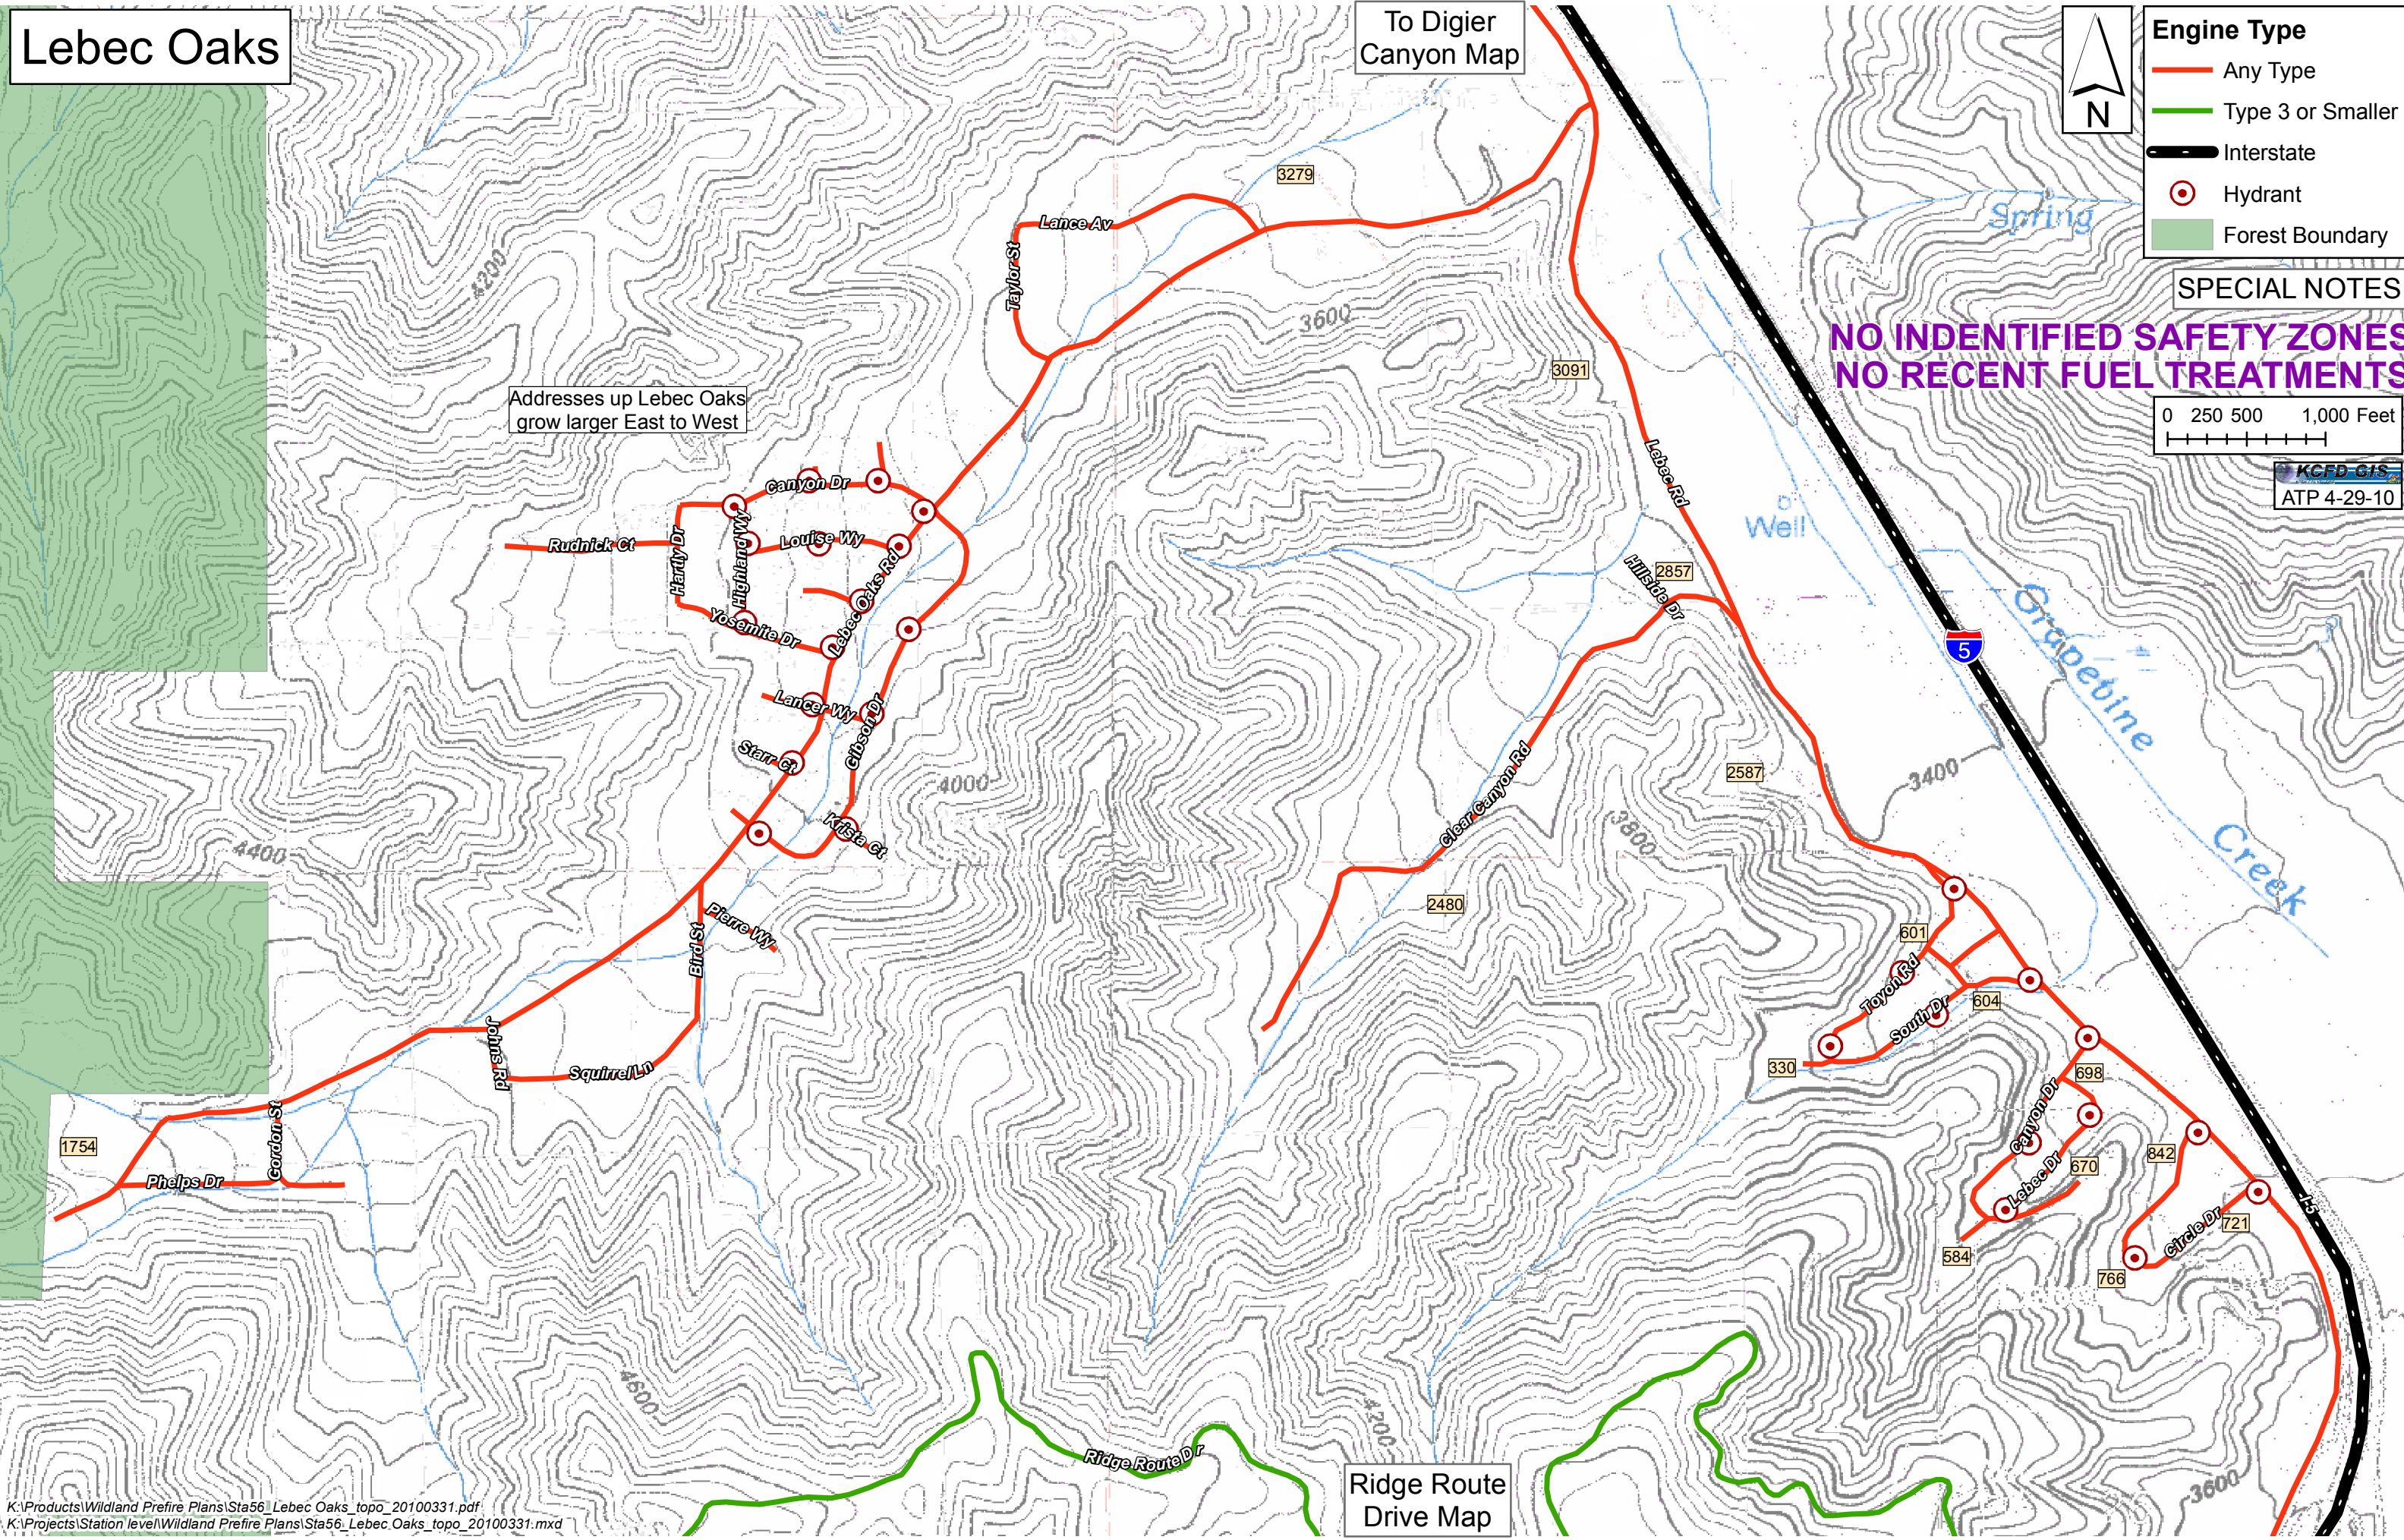 Lebec Oaks
To Digier
Canyon Map
N
Engine Type
Any Type
Type 3 or Smaller
Interstate
Hydrant
Forest Boundary
SPECIAL NOTES
NO INDENTIFIED SAFETY ZONES
NO RECENT FUEL TREATMENTS
0 250 500 1,000 Feet
KCFD GIS
ATP 4-29-10
Spring
3279
Lance Av
Taylor St
4200
3600
3091
Addresses up Lebec Oaks
grow larger East to West
Lebec Rd
Well
Canyon Dr
Rudnick Ct
Hartly Dr
Highland Wy
Louise Wy
Lebec Oaks Rd
Yosemite Dr
Hillside Dr
2857
5
Grapevine
Creek
Lancer Wy
Gibson Dr
Starr Ct
4000
Krista Ct
Clear Canyon Rd
2587
3400
3800
4400
2480
Pierre Wy
Bird St
601
Toyon Rd
604
South Dr
330
Johns Rd
Squirrel Ln
698
Canyon Dr
Lebec Dr
670
842
584
766
Circle Dr
721
I-5
1754
Gordon St
Phelps Dr
4600
4200
Ridge Route Dr
Ridge Route
Drive Map
3600
K:\Products\Wildland Prefire Plans\Sta56_Lebec Oaks_topo_20100331.pdf
K:\Projects\Station level\Wildland Prefire Plans\Sta56_Lebec_Oaks_topo_20100331.mxd